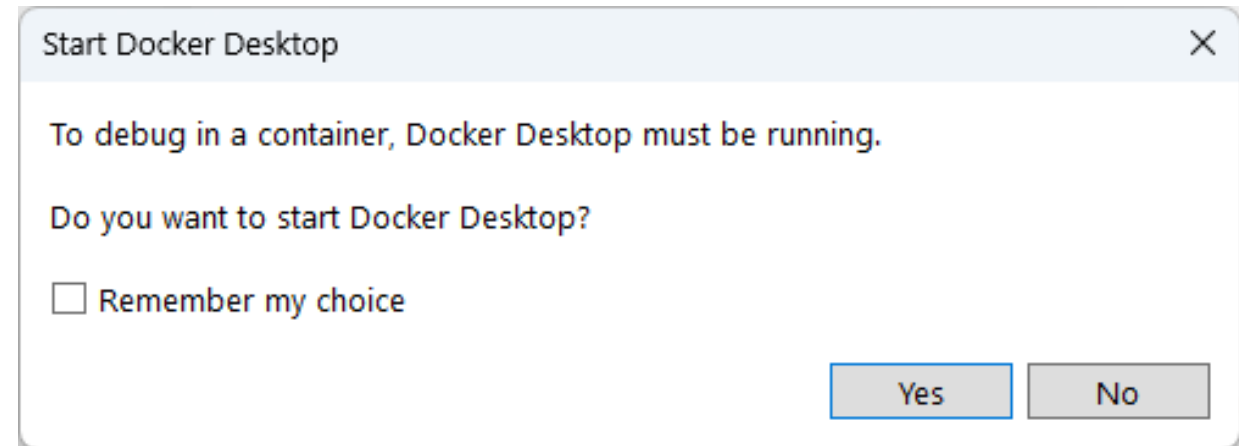 Start Docker Desktop
To debug in a container, Docker Desktop must be running.
Do you want to start Docker Desktop?
Remember my choice
Yes No